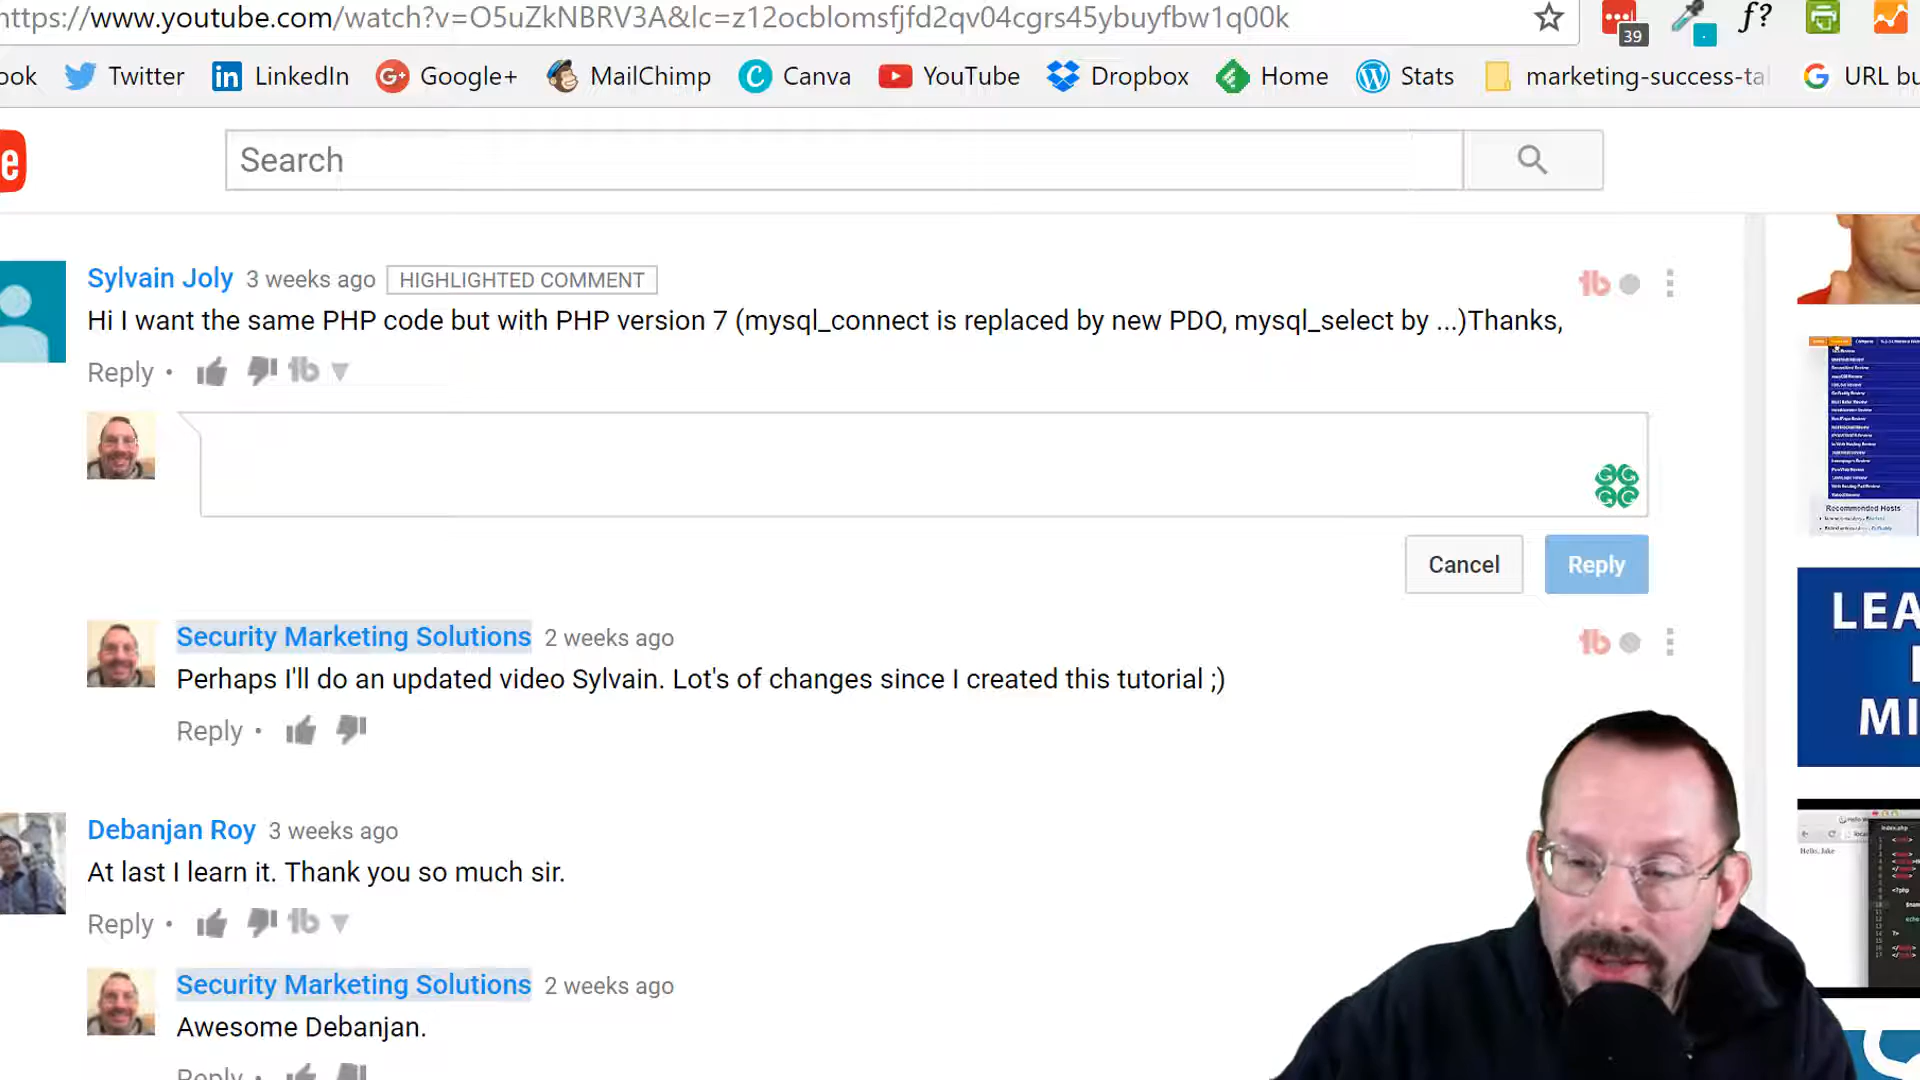 https://www.youtube.com/watch?v=O5uZkNBRV3A&lc=z12ocblomsfjfd2qv04cgrs45ybuyfbw1q00k
39
f?
ook Twitter LinkedIn Google+ MailChimp Canva YouTube Dropbox Home Stats marketing-success-ta URL bu
e Search
Sylvain Joly 3 weeks ago HIGHLIGHTED COMMENT
Hi I want the same PHP code but with PHP version 7 (mysql_connect is replaced by new PDO, mysql_select by ...)Thanks,
Reply •
Cancel Reply
Security Marketing Solutions 2 weeks ago
Perhaps I'll do an updated video Sylvain. Lot's of changes since I created this tutorial ;)
Reply •
Debanjan Roy 3 weeks ago
At last I learn it. Thank you so much sir.
Reply •
Security Marketing Solutions 2 weeks ago
Awesome Debanjan.
Reply
Recommended Hosts
LEA
MI